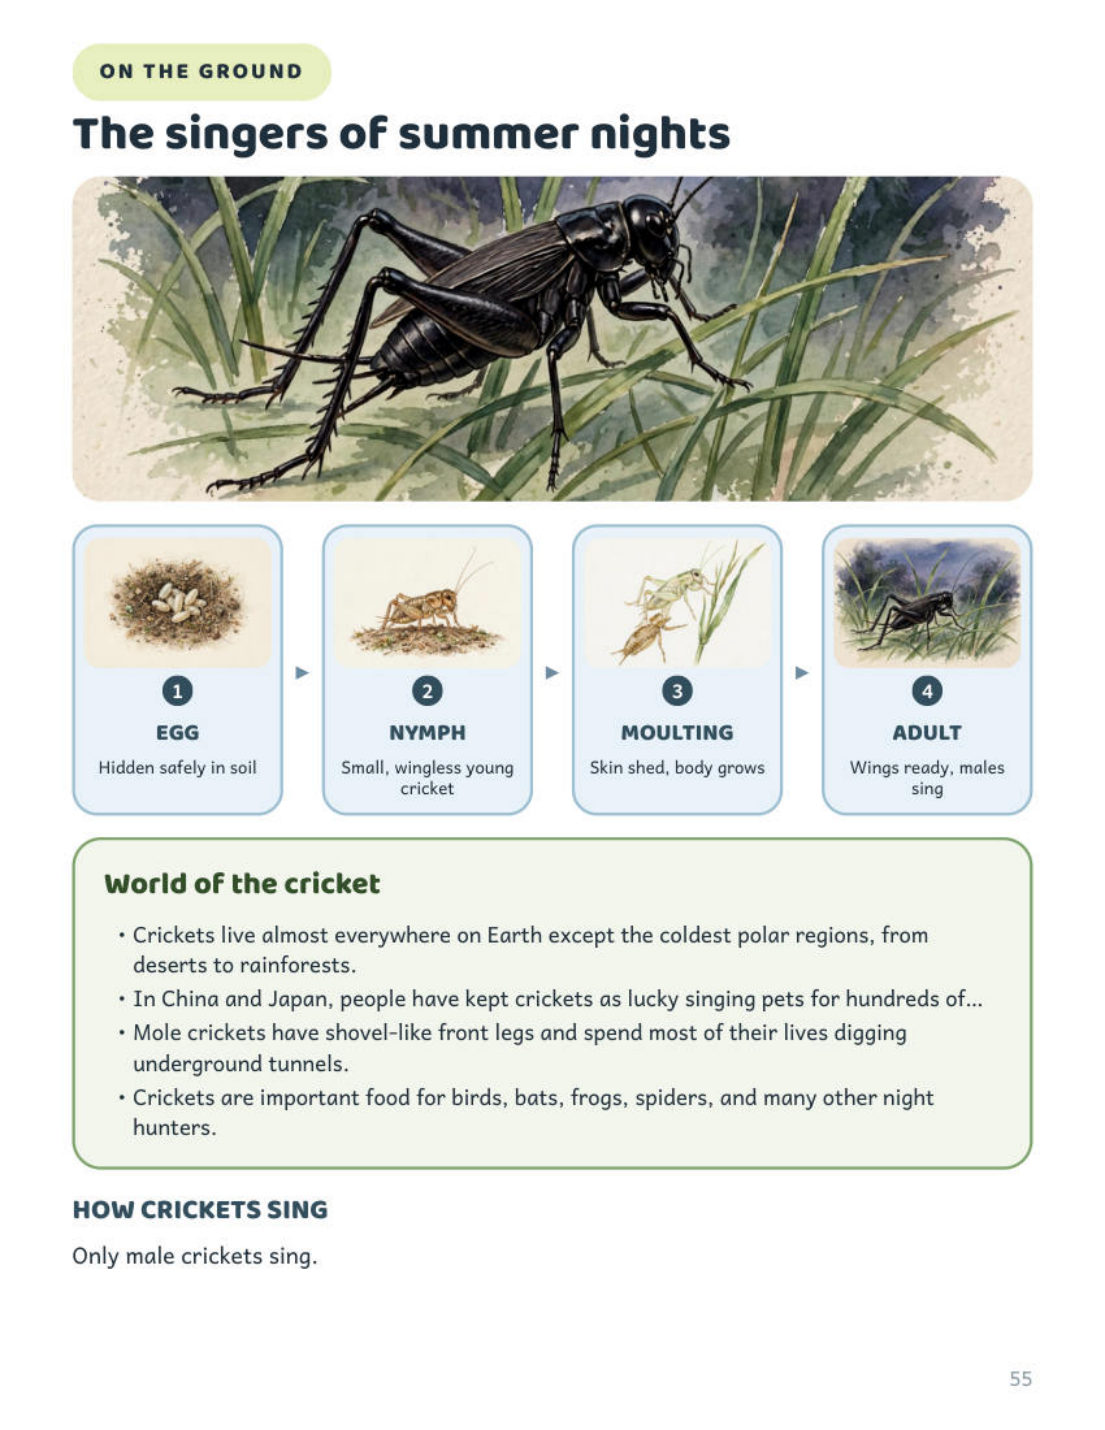 ON THE GROUND
The singers of summer nights
1
EGG
Hidden safely in soil
2
NYMPH
Small, wingless young
cricket
3
MOULTING
Skin shed, body grows
4
ADULT
Wings ready, males
sing
World of the cricket
• Crickets live almost everywhere on Earth except the coldest polar regions, from
deserts to rainforests.
• In China and Japan, people have kept crickets as lucky singing pets for hundreds of...
• Mole crickets have shovel-like front legs and spend most of their lives digging
underground tunnels.
• Crickets are important food for birds, bats, frogs, spiders, and many other night
hunters.
HOW CRICKETS SING
Only male crickets sing.
55